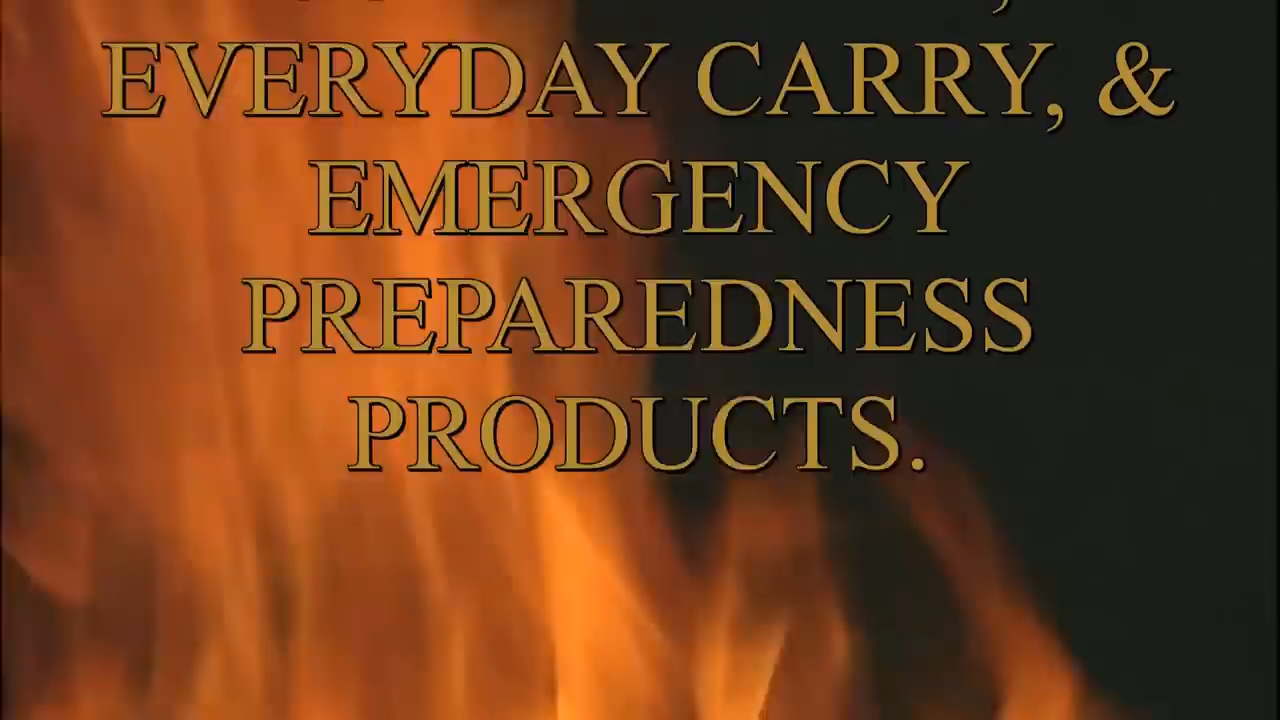 EVERYDAY CARRY, &
EMERGENCY
PREPAREDNESS
PRODUCTS.